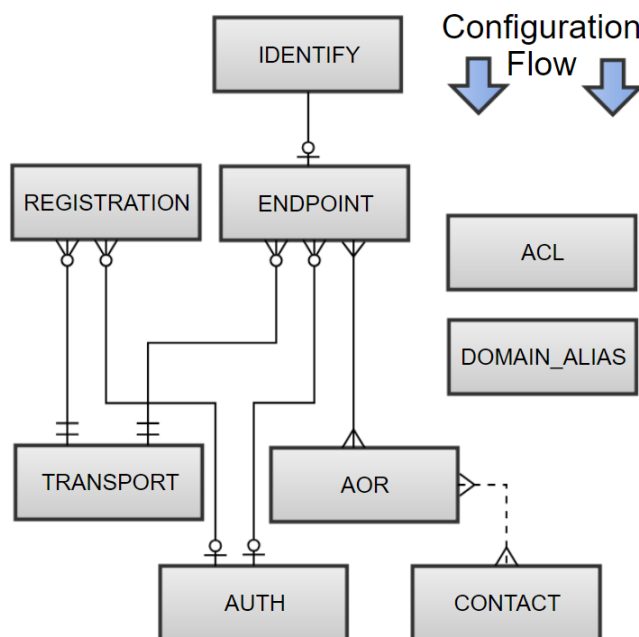 Configuration
Flow
IDENTIFY
REGISTRATION
ENDPOINT
ACL
DOMAIN_ALIAS
TRANSPORT
AOR
AUTH
CONTACT